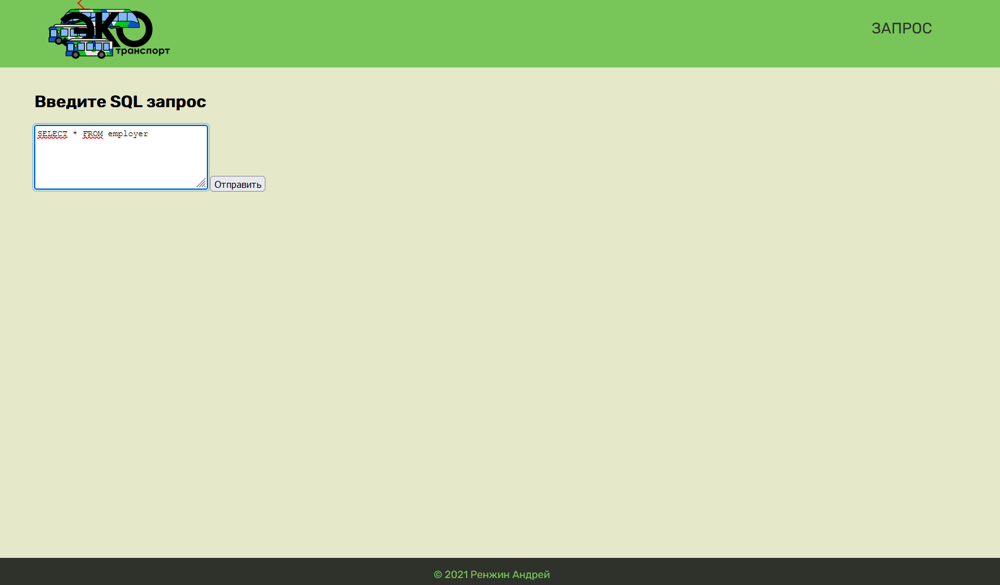 ЭКО
транспорт
ЗАПРОС
Введите SQL запрос
SELECT * FROM employer
Отправить
© 2021 Ренжин Андрей